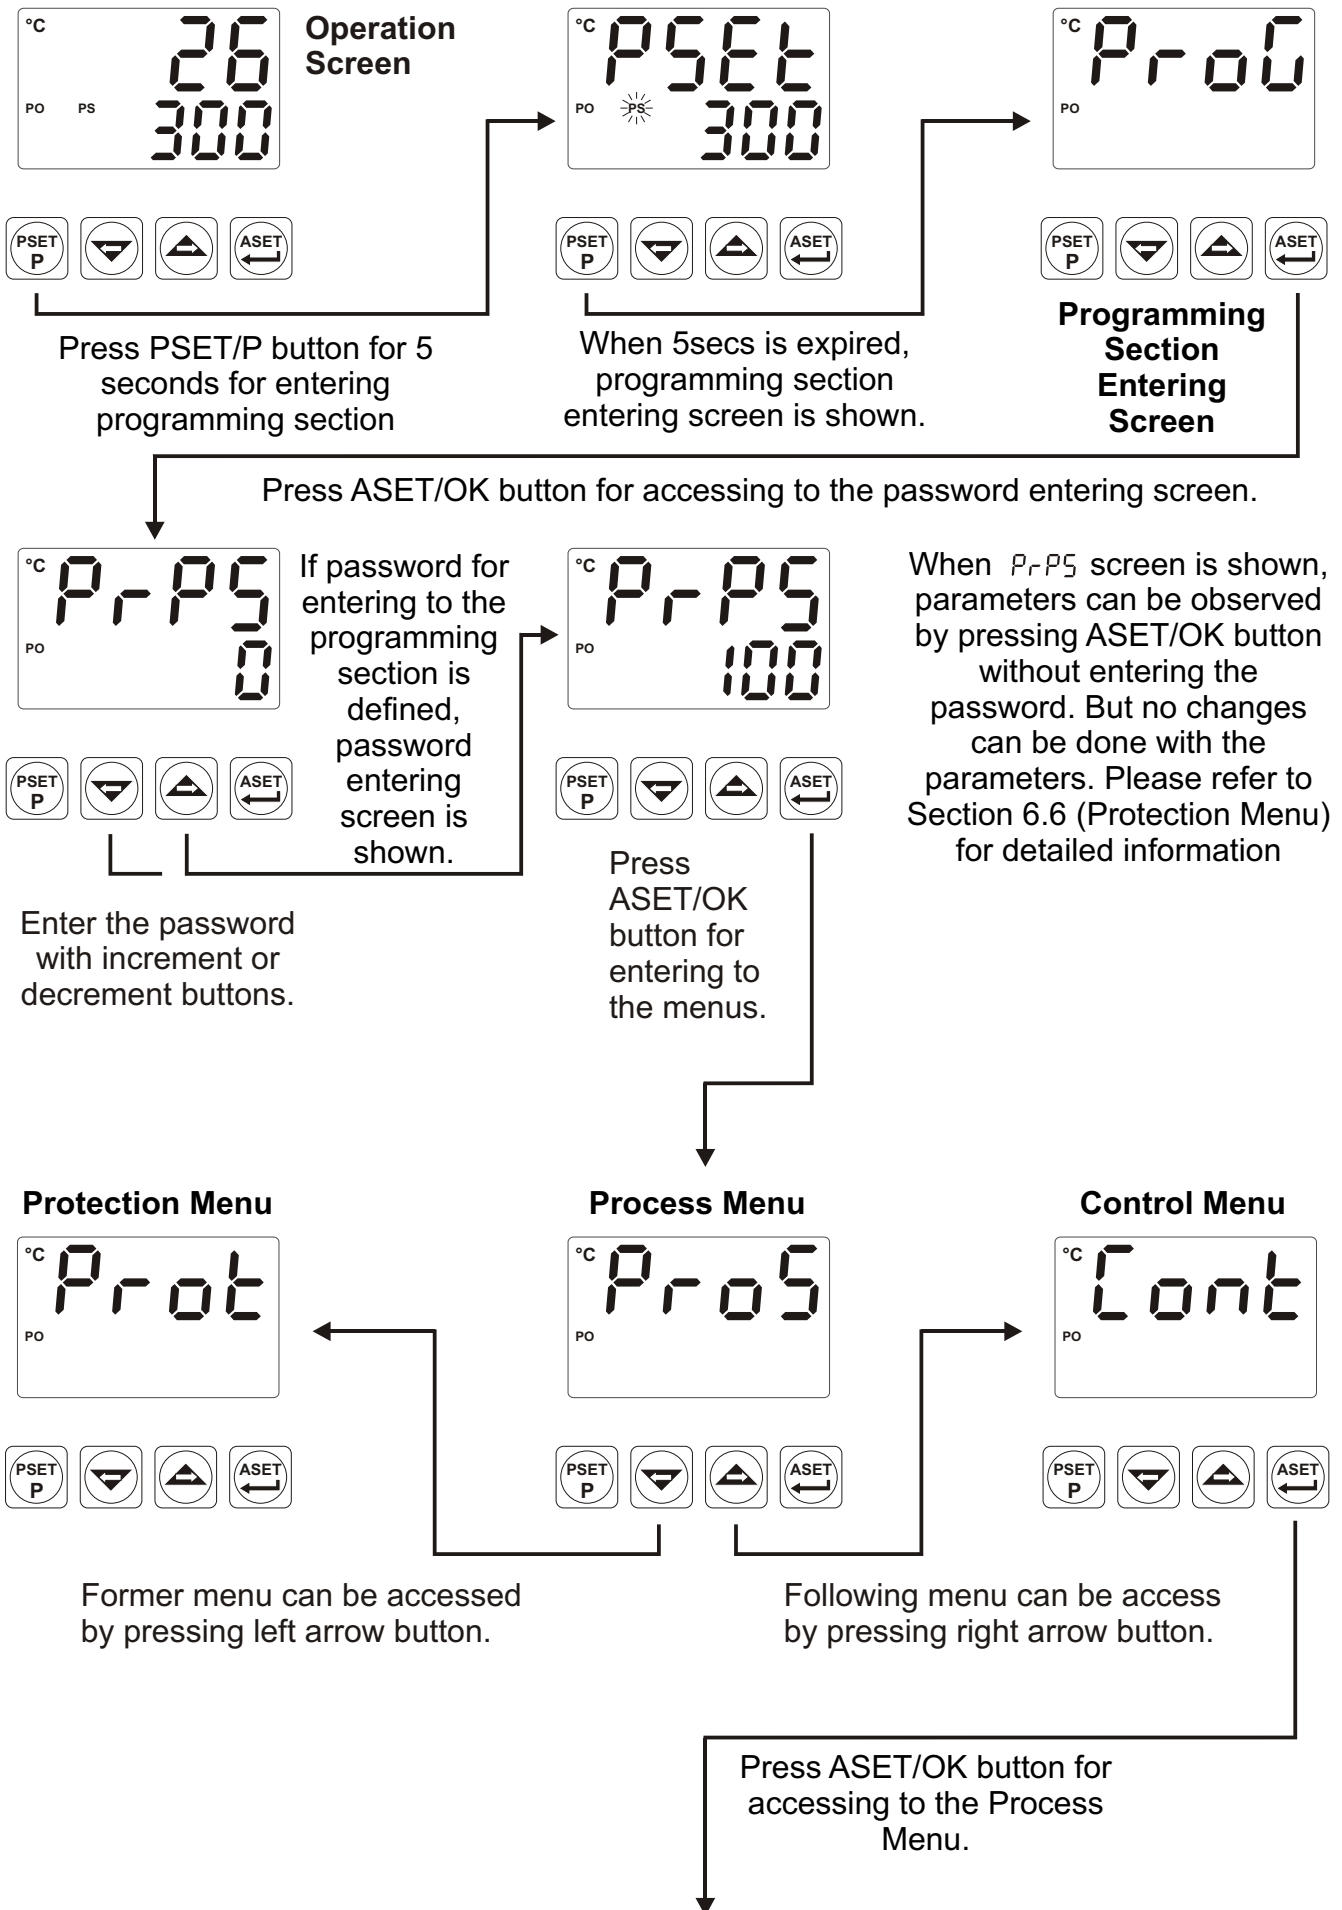 °C
26
PO PS
300
Operation
Screen
°C
PSEt
PO PS
300
°C
ProG
PO
PSET
P
ASET
PSET
P
ASET
PSET
P
ASET
Press PSET/P button for 5
seconds for entering
programming section
When 5secs is expired,
programming section
entering screen is shown.
Programming
Section
Entering
Screen
Press ASET/OK button for accessing to the password entering screen.
°C
PrPS
PO
0
If password for
entering to the
programming
section is
defined,
password
entering
screen is
shown.
°C
PrPS
PO
100
When PrPS screen is shown,
parameters can be observed
by pressing ASET/OK button
without entering the
password. But no changes
can be done with the
parameters. Please refer to
Section 6.6 (Protection Menu)
for detailed information
PSET
P
ASET
PSET
P
ASET
Enter the password
with increment or
decrement buttons.
Press
ASET/OK
button for
entering to
the menus.
Protection Menu
°C
Prot
PO
Process Menu
°C
ProS
PO
Control Menu
°C
Cont
PO
PSET
P
ASET
PSET
P
ASET
PSET
P
ASET
Former menu can be accessed
by pressing left arrow button.
Following menu can be access
by pressing right arrow button.
Press ASET/OK button for
accessing to the Process
Menu.